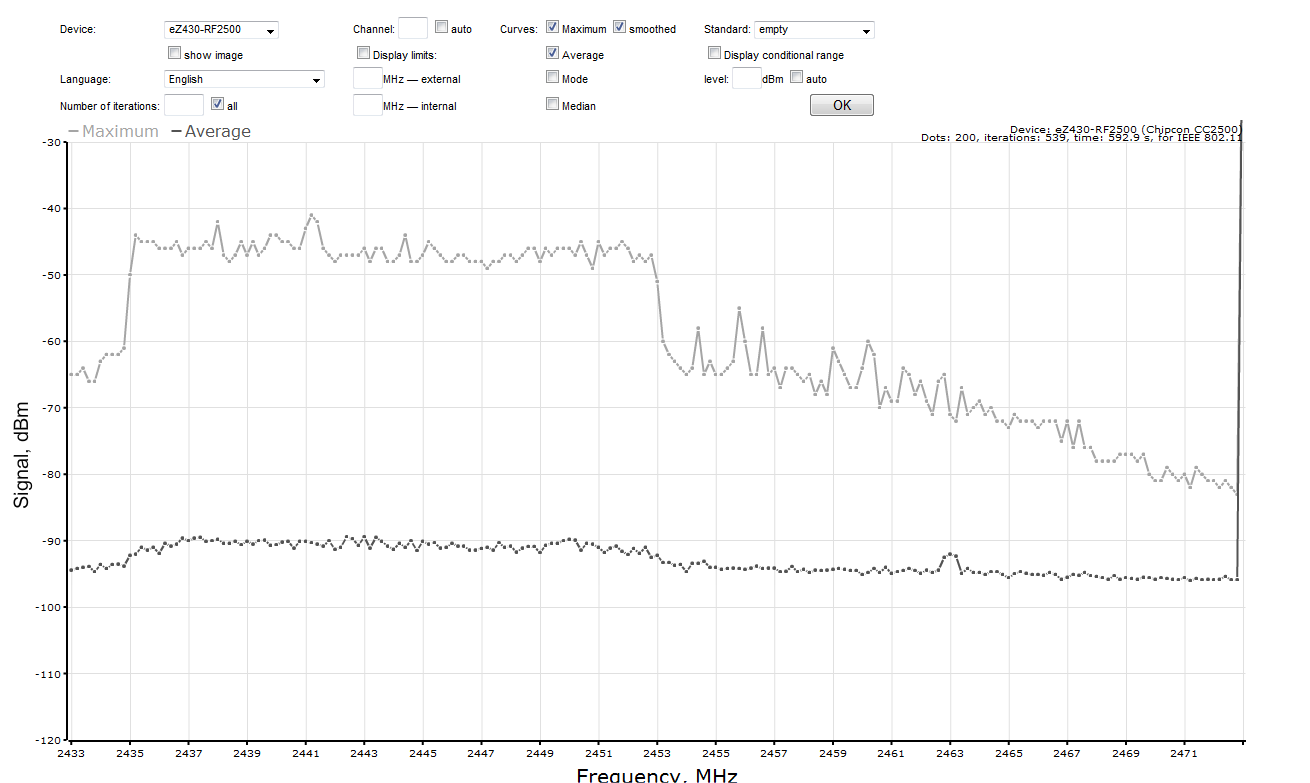 Device: eZ430-RF2500 Channel: auto Curves: Maximum smoothed Standard: empty
show image Display limits: Average Display conditional range
Language: English MHz — external Mode level: dBm auto
Number of iterations: all MHz — internal Median OK
Maximum Average
Device: eZ430-RF2500 (Chipcon CC2500)
Dots: 200, iterations: 539, time: 592.9 s, for IEEE 802.11
-30
-40
-50
-60
-70
-80
-90
-100
-110
-120
Signal, dBm
2433 2435 2437 2439 2441 2443 2445 2447 2449 2451 2453 2455 2457 2459 2461 2463 2465 2467 2469 2471
Frequency, MHz